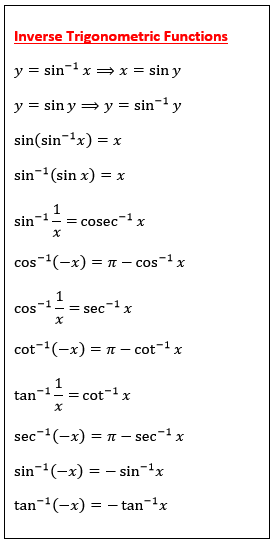 Inverse Trigonometric Functions
y = sin⁻¹ x ⟹ x = sin y
y = sin y ⟹ y = sin⁻¹ y
sin(sin⁻¹x) = x
sin⁻¹(sin x) = x
sin⁻¹ 1/x = cosec⁻¹ x
cos⁻¹(−x) = π − cos⁻¹ x
cos⁻¹ 1/x = sec⁻¹ x
cot⁻¹(−x) = π − cot⁻¹ x
tan⁻¹ 1/x = cot⁻¹ x
sec⁻¹(−x) = π − sec⁻¹ x
sin⁻¹(−x) = − sin⁻¹x
tan⁻¹(−x) = − tan⁻¹x